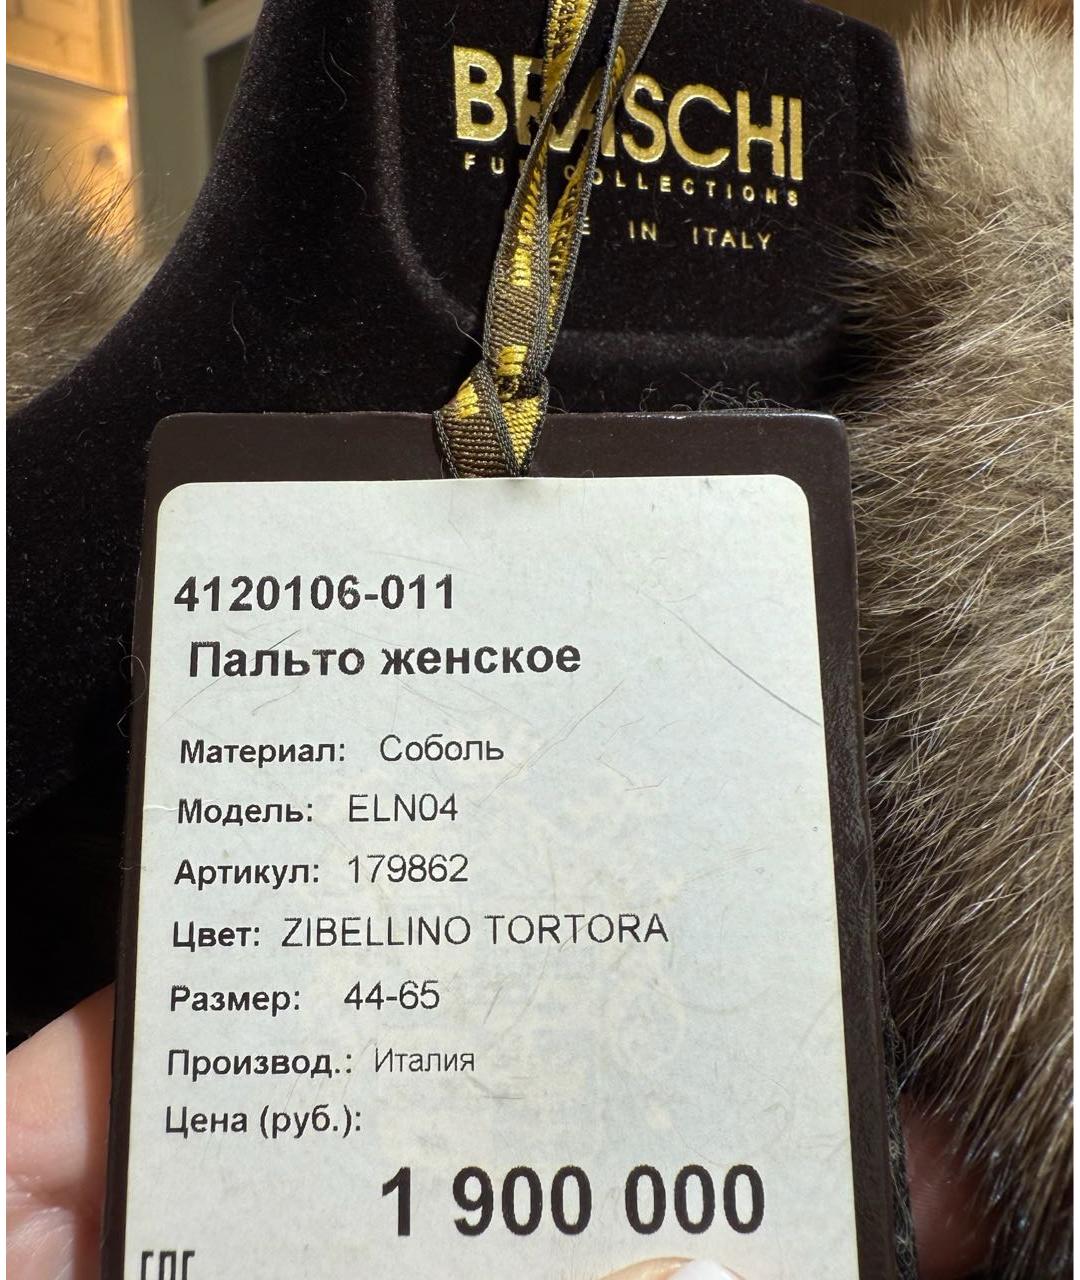 BRASCHI
COLLECTIONS
IN ITALY
4120106-011
Пальто женское
Материал: Соболь
Модель: ELN04
Артикул: 179862
Цвет: ZIBELLINO TORTORA
Размер: 44-65
Производ.: Италия
Цена (руб.):
1 900 000